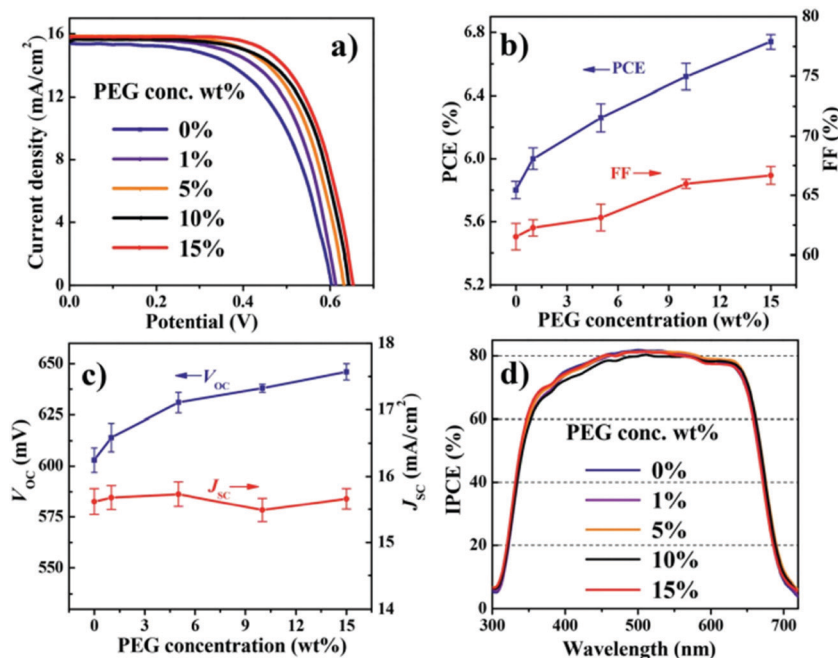 a)
Current density (mA/cm²)
16
12
8
4
0
PEG conc. wt%
0%
1%
5%
10%
15%
0.0 0.2 0.4 0.6
Potential (V)
b)
PCE (%)
6.8
6.4
6.0
5.6
5.2
PCE
FF
80
75
70
65
60
FF (%)
0 3 6 9 12 15
PEG concentration (wt%)
c)
V_OC (mV)
650
625
600
575
550
V_OC
J_SC
18
17
16
15
14
J_SC (mA/cm²)
0 3 6 9 12 15
PEG concentration (wt%)
d)
IPCE (%)
80
60
40
20
0
PEG conc. wt%
0%
1%
5%
10%
15%
300 400 500 600 700
Wavelength (nm)